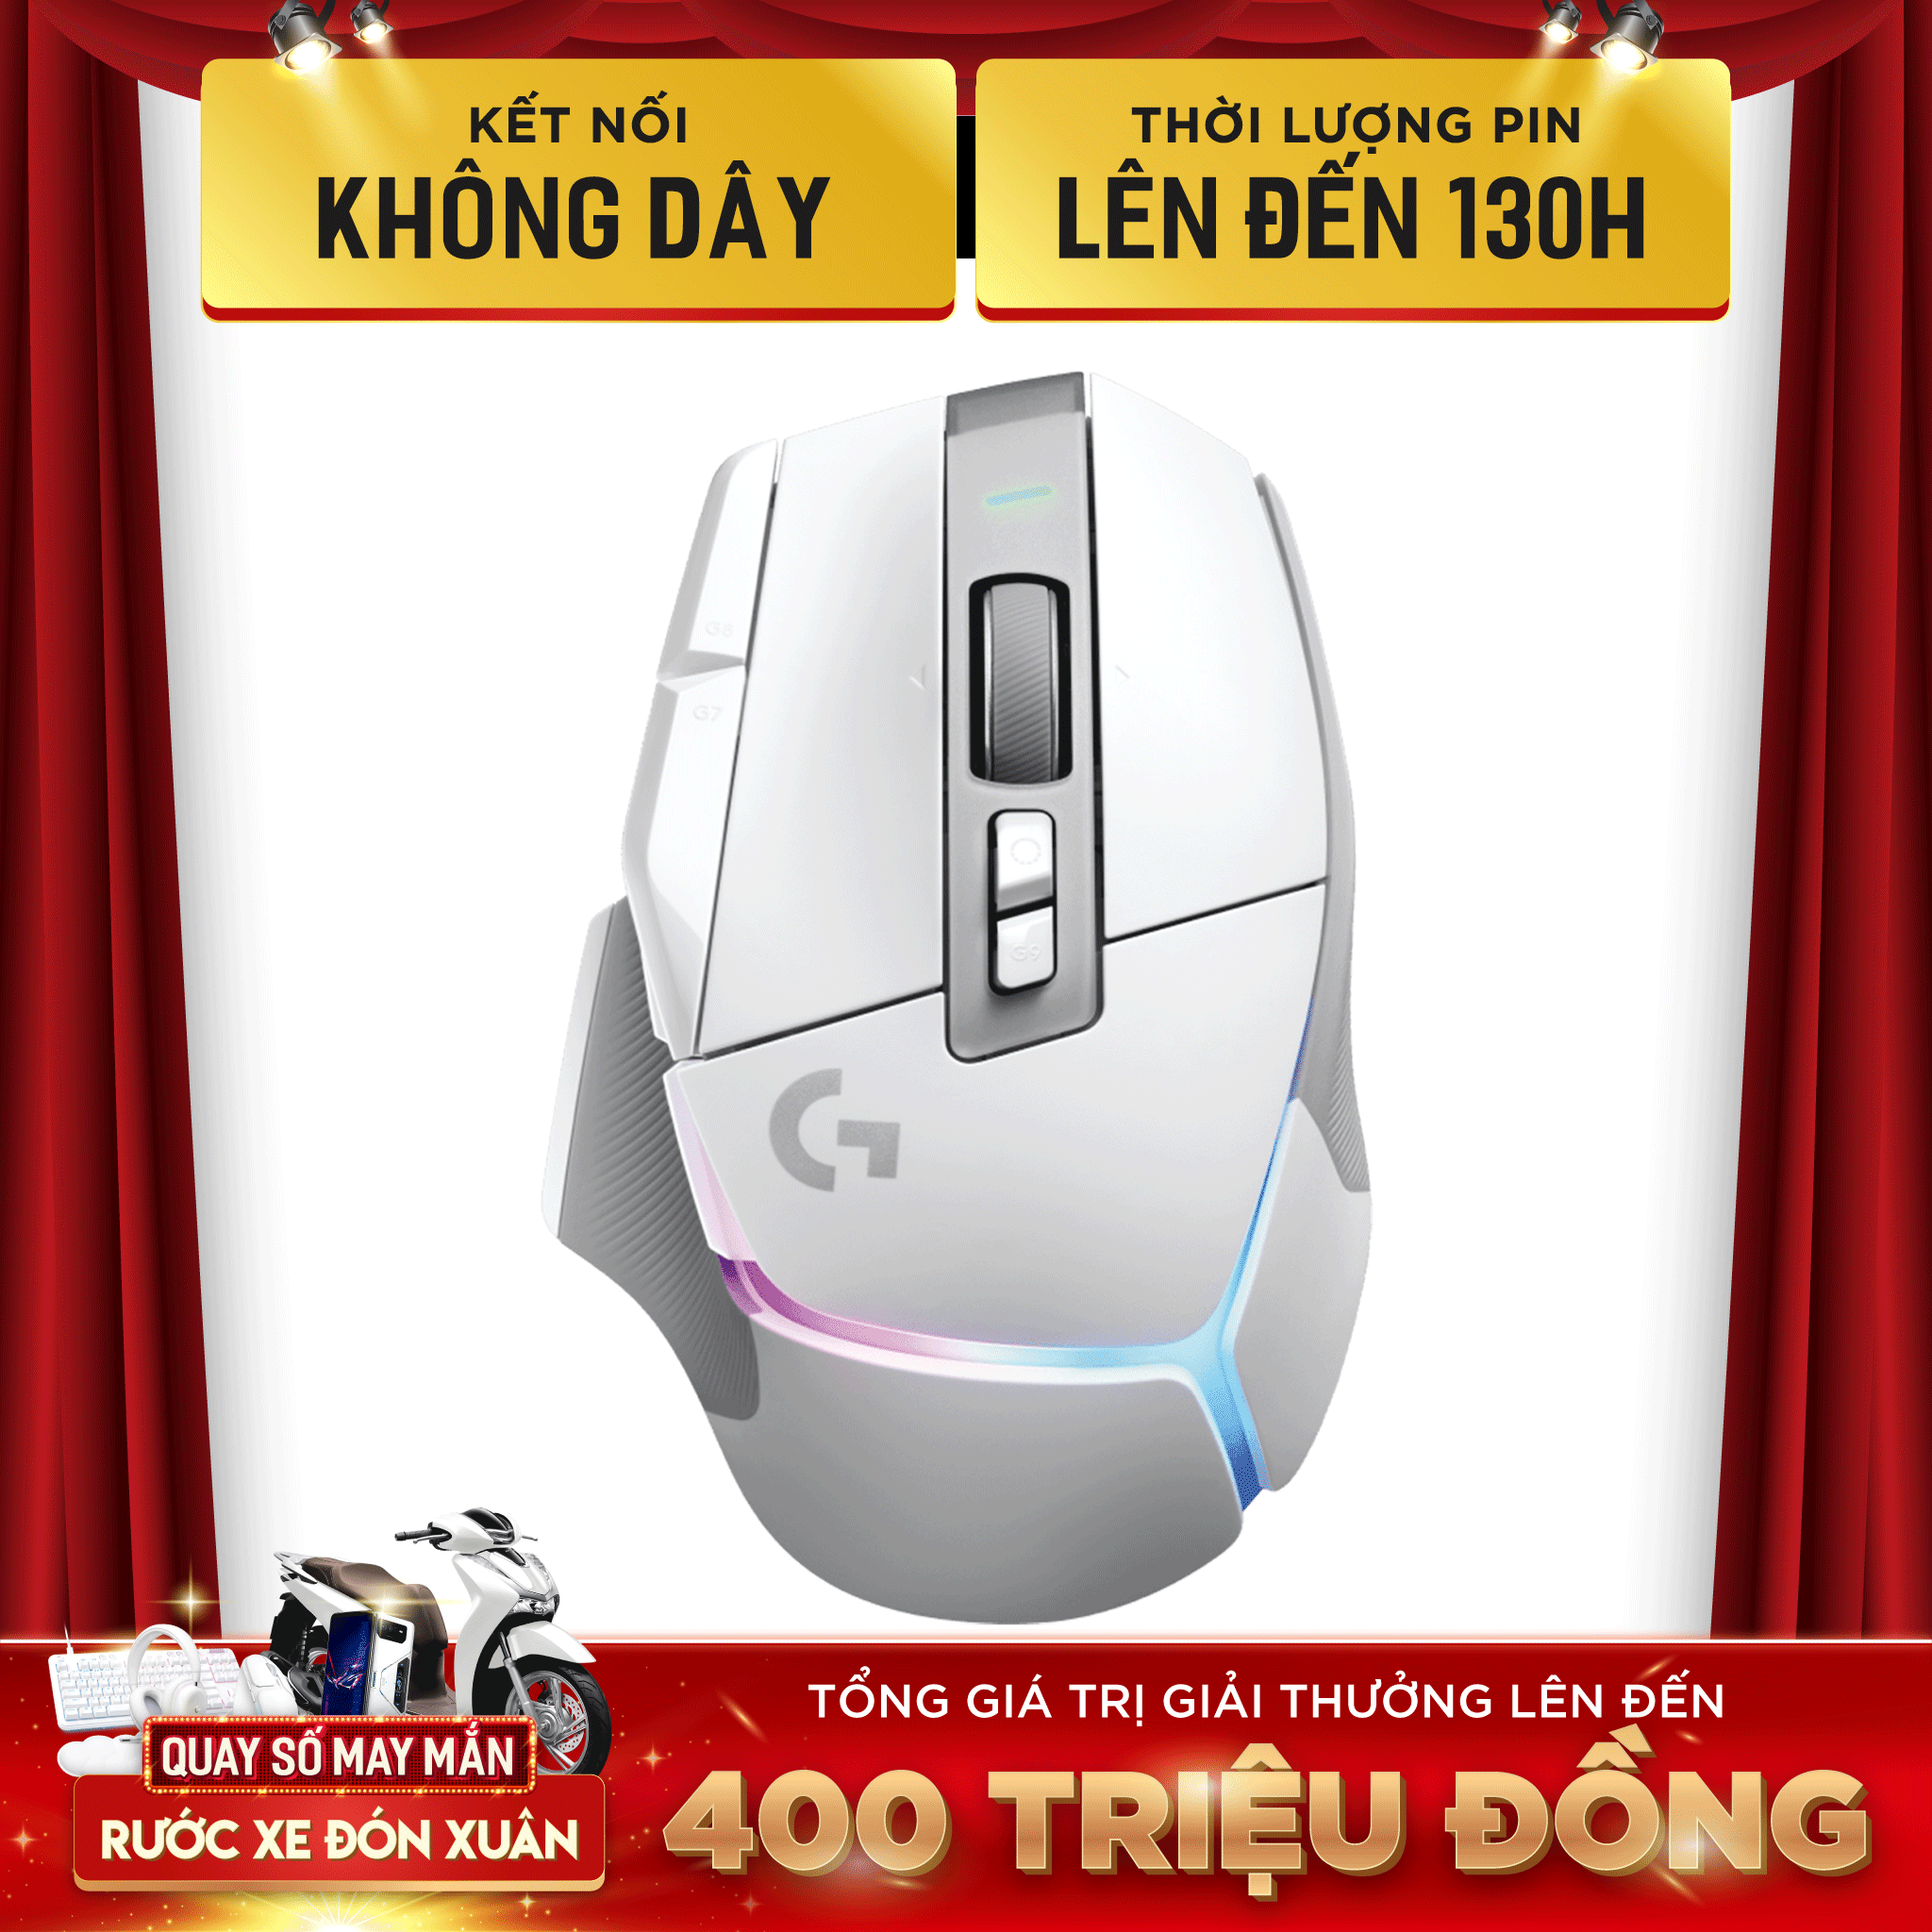 KẾT NỐI
KHÔNG DÂY
THỜI LƯỢNG PIN
LÊN ĐẾN 130H
G8
G7
G9
G
QUAY SỐ MAY MẮN
RƯỚC XE ĐÓN XUÂN
TỔNG GIÁ TRỊ GIẢI THƯỞNG LÊN ĐẾN
400 TRIỆU ĐỒNG